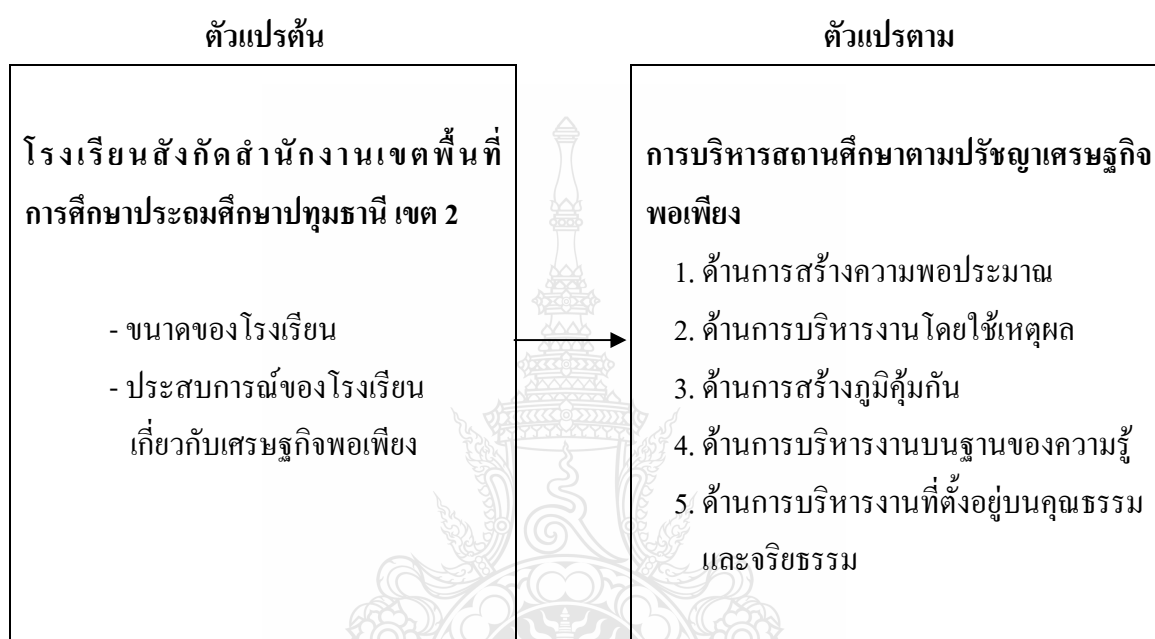 ตัวแปรต้น
โรงเรียนสังกัดสำนักงานเขตพื้นที่
การศึกษาประถมศึกษาปทุมธานี เขต 2
- ขนาดของโรงเรียน
- ประสบการณ์ของโรงเรียน
เกี่ยวกับเศรษฐกิจพอเพียง
ตัวแปรตาม
การบริหารสถานศึกษาตามปรัชญาเศรษฐกิจ
พอเพียง
1. ด้านการสร้างความพอประมาณ
2. ด้านการบริหารงานโดยใช้เหตุผล
3. ด้านการสร้างภูมิคุ้มกัน
4. ด้านการบริหารงานบนฐานของความรู้
5. ด้านการบริหารงานที่ตั้งอยู่บนคุณธรรม
และจริยธรรม